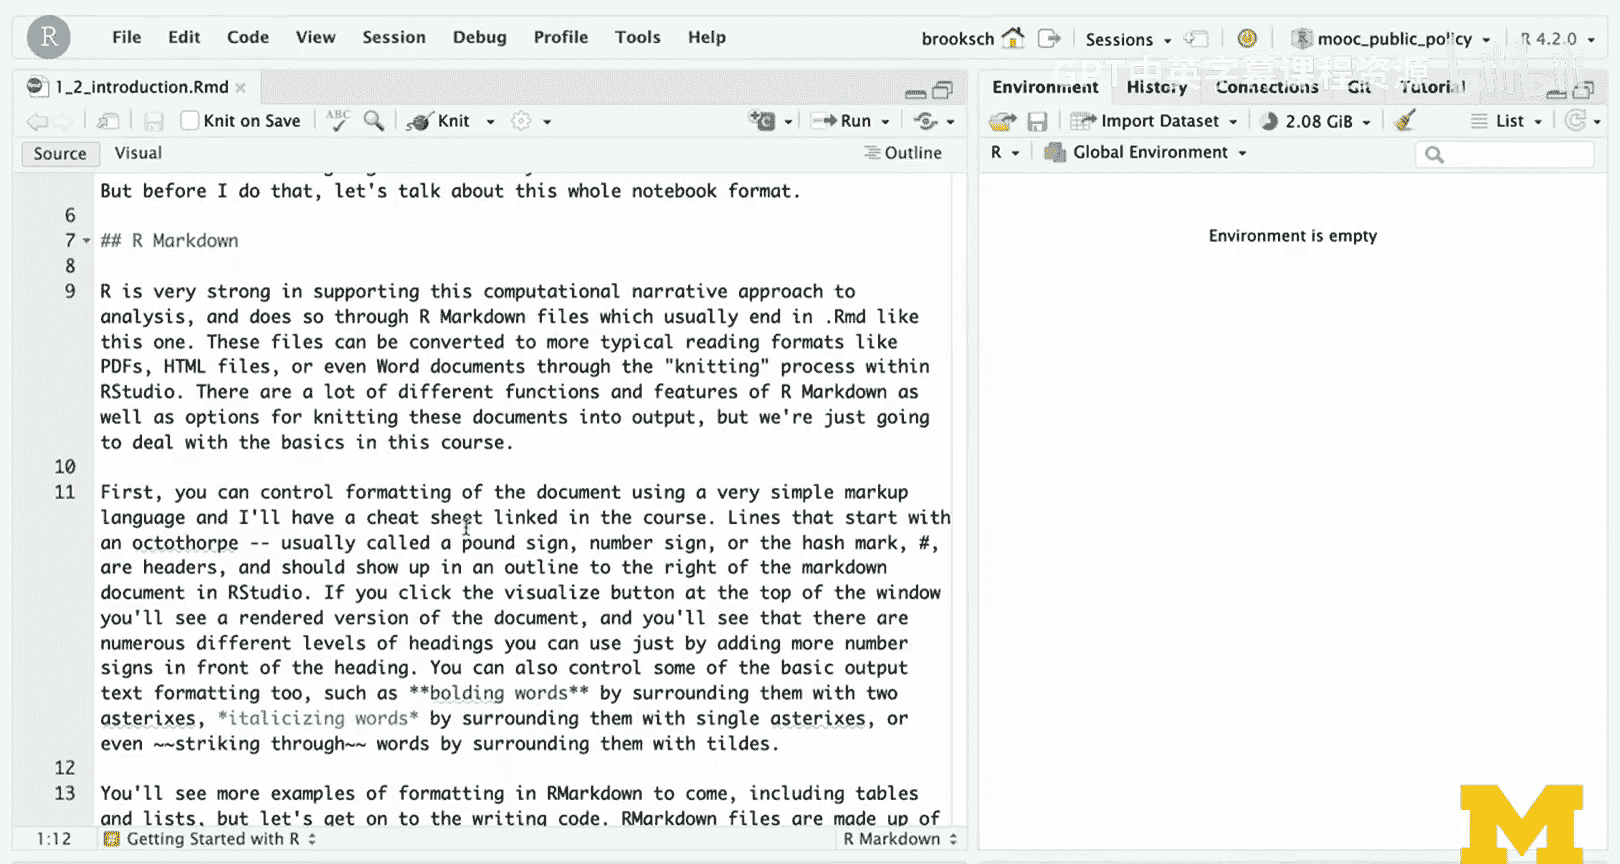 R File Edit Code View Session Debug Profile Tools Help brooksch Sessions R mooc_public_policy R 4.2.0
GPT中英字幕课程资源
1_2_introduction.Rmd
Environment History Connections Git Tutorial
Knit on Save ABC Knit Run
Import Dataset 2.08 GiB List
Source Visual Outline
R Global Environment
But before I do that, let's talk about this whole notebook format.
6
Environment is empty
7 ## R Markdown
8
9 R is very strong in supporting this computational narrative approach to
analysis, and does so through R Markdown files which usually end in .Rmd like
this one. These files can be converted to more typical reading formats like
PDFs, HTML files, or even Word documents through the "knitting" process within
RStudio. There are a lot of different functions and features of R Markdown as
well as options for knitting these documents into output, but we're just going
to deal with the basics in this course.
10
11 First, you can control formatting of the document using a very simple markup
language and I'll have a cheat sheet linked in the course. Lines that start with
an octothorpe -- usually called a pound sign, number sign, or the hash mark, #,
are headers, and should show up in an outline to the right of the markdown
document in RStudio. If you click the visualize button at the top of the window
you'll see a rendered version of the document, and you'll see that there are
numerous different levels of headings you can use just by adding more number
signs in front of the heading. You can also control some of the basic output
text formatting too, such as **bolding words** by surrounding them with two
asterixes, *italicizing words* by surrounding them with single asterixes, or
even ~~striking through~~ words by surrounding them with tildes.
12
13 You'll see more examples of formatting in RMarkdown to come, including tables
and lists, but let's get on to the writing code. RMarkdown files are made up of
1:12 Getting Started with R R Markdown
M